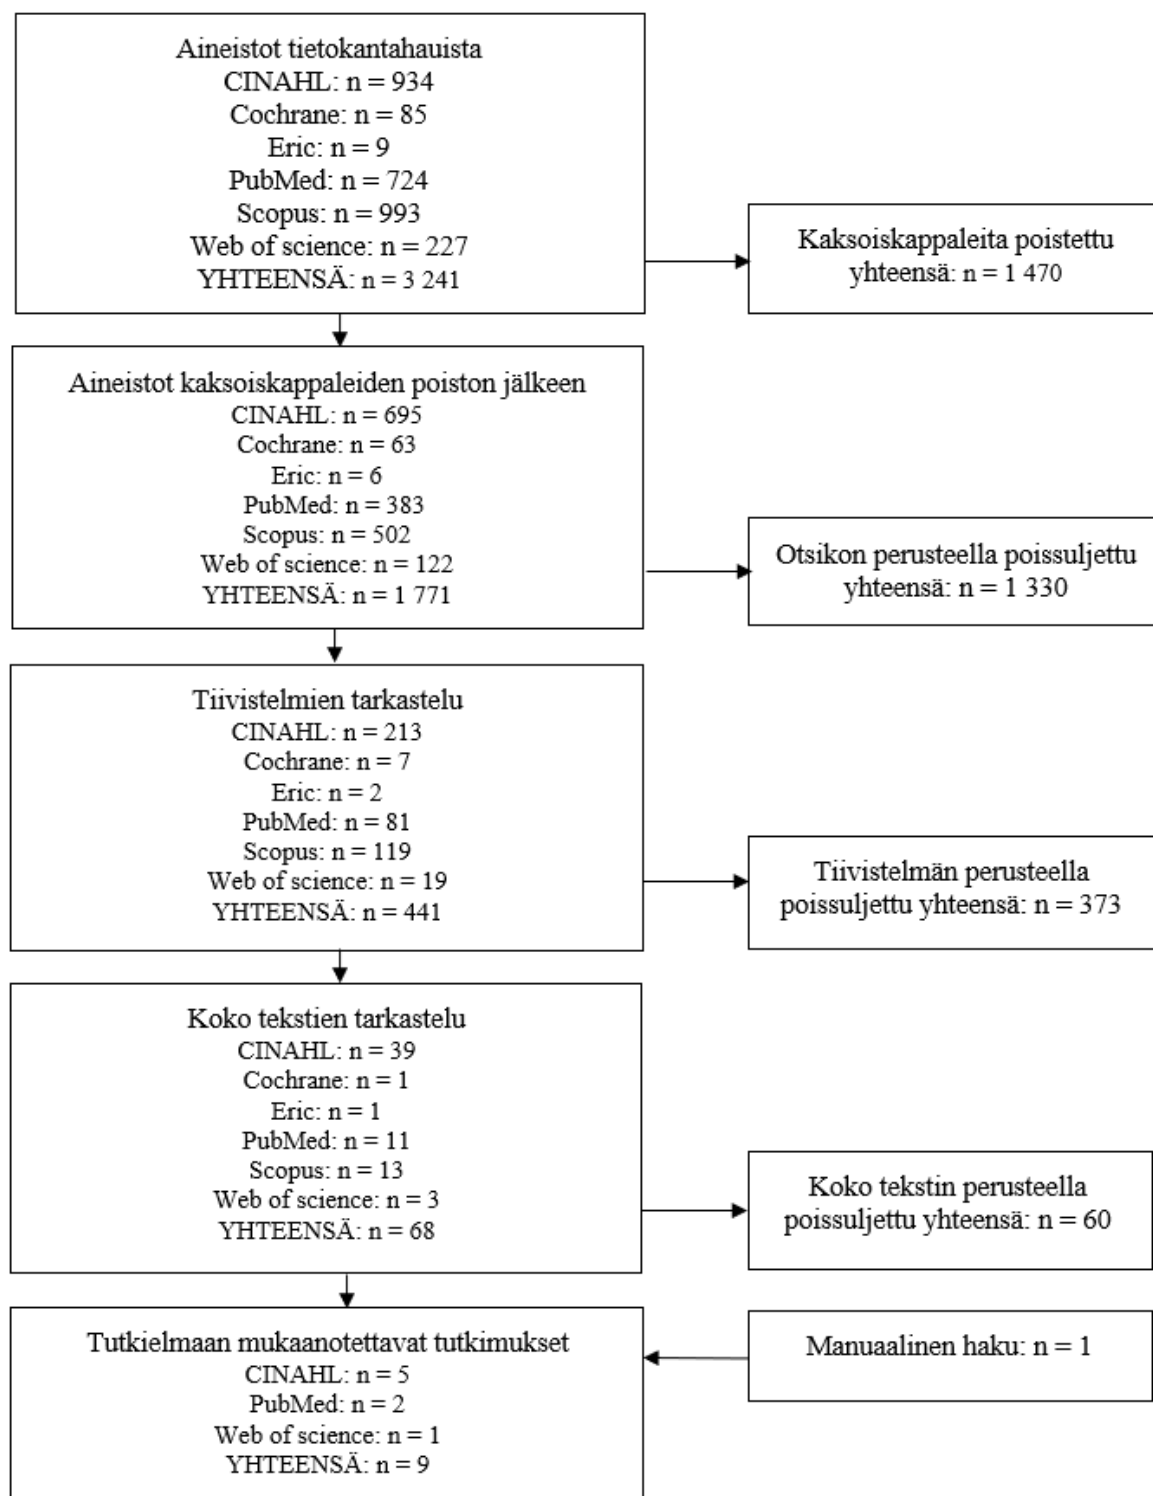 Aineistot tietokantahauista
CINAHL: n = 934
Cochrane: n = 85
Eric: n = 9
PubMed: n = 724
Scopus: n = 993
Web of science: n = 227
YHTEENSÄ: n = 3 241
Kaksoiskappaleita poistettu
yhteensä: n = 1 470
Aineistot kaksoiskappaleiden poiston jälkeen
CINAHL: n = 695
Cochrane: n = 63
Eric: n = 6
PubMed: n = 383
Scopus: n = 502
Web of science: n = 122
YHTEENSÄ: n = 1 771
Otsikon perusteella poissuljettu
yhteensä: n = 1 330
Tiivistelmien tarkastelu
CINAHL: n = 213
Cochrane: n = 7
Eric: n = 2
PubMed: n = 81
Scopus: n = 119
Web of science: n = 19
YHTEENSÄ: n = 441
Tiivistelmän perusteella
poissuljettu yhteensä: n = 373
Koko tekstien tarkastelu
CINAHL: n = 39
Cochrane: n = 1
Eric: n = 1
PubMed: n = 11
Scopus: n = 13
Web of science: n = 3
YHTEENSÄ: n = 68
Koko tekstin perusteella
poissuljettu yhteensä: n = 60
Tutkielmaan mukaanotettavat tutkimukset
CINAHL: n = 5
PubMed: n = 2
Web of science: n = 1
YHTEENSÄ: n = 9
Manuaalinen haku: n = 1